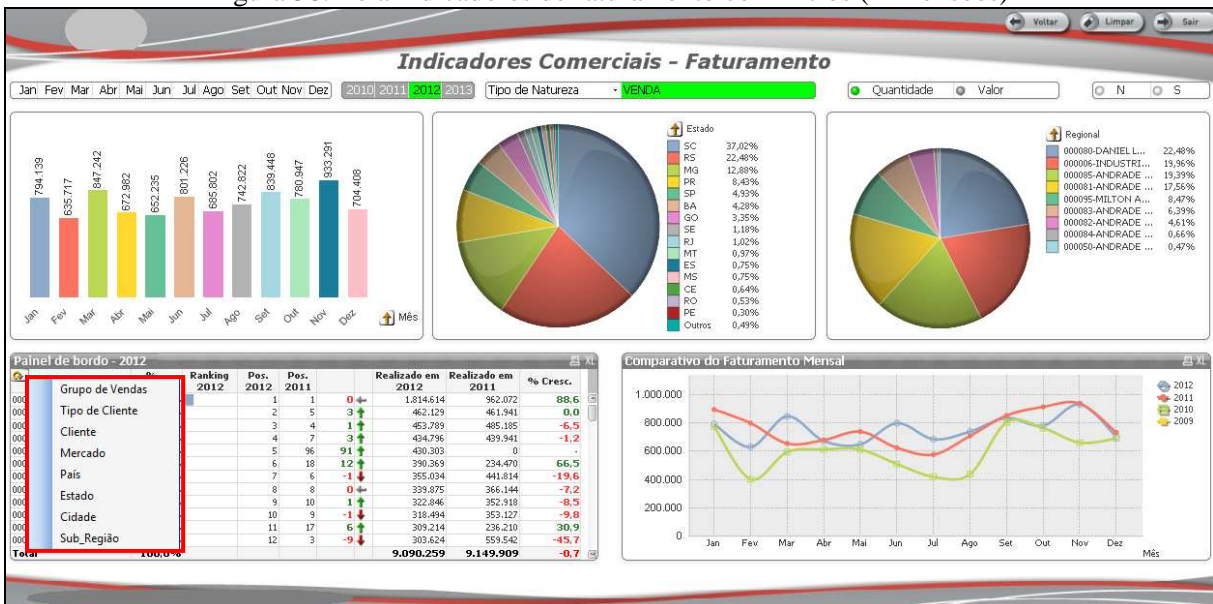 Voltar Limpar Sair
Indicadores Comerciais - Faturamento
Jan Fev Mar Abr Mai Jun Jul Ago Set Out Nov Dez 2010 2011 2012 2013 Tipo de Natureza VENDA Quantidade Valor N S
794.139 635.717 847.242 672.982 652.235 801.226 685.802 742.822 839.448 780.947 933.291 704.408
Jan Fev Mar Abr Mai Jun Jul Ago Set Out Nov Dez Mês
Estado
SC 37,02%
RS 22,48%
MG 12,88%
PR 8,43%
SP 4,93%
BA 4,28%
GO 3,35%
SE 1,18%
RJ 1,02%
MT 0,97%
ES 0,75%
MS 0,75%
CE 0,64%
RO 0,53%
PE 0,30%
Outros 0,49%
Regional
000080-DANIEL L... 22,48%
000006-INDUSTRI... 19,96%
000085-ANDRADE ... 19,39%
000081-ANDRADE ... 17,56%
000095-MILTON A... 8,47%
000083-ANDRADE ... 6,39%
000082-ANDRADE ... 4,61%
000084-ANDRADE ... 0,66%
000050-ANDRADE ... 0,47%
Painel de bordo - 2012 XL
Ranking 2012 Pos. 2012 Pos. 2011 Realizado em 2012 Realizado em 2011 % Cresc.
1 1 0 1.814.614 962.072 88,6
2 5 3 462.129 461.941 0,0
3 4 1 453.789 485.185 -6,5
4 7 3 434.796 439.941 -1,2
5 96 91 430.303 0 -
6 18 12 390.369 234.470 66,5
7 6 -1 355.034 441.814 -19,6
8 8 0 339.875 366.144 -7,2
9 10 1 322.846 352.918 -8,5
10 9 -1 318.494 353.127 -9,8
11 17 6 309.214 236.210 30,9
12 3 -9 303.624 559.542 -45,7
Total 100,0% 9.090.259 9.149.909 -0,7
Grupo de Vendas
Tipo de Cliente
Cliente
Mercado
País
Estado
Cidade
Sub_Região
Comparativo do Faturamento Mensal XL
1.000.000
800.000
600.000
400.000
200.000
0
Jan Fev Mar Abr Mai Jun Jul Ago Set Out Nov Dez
Mês
2012
2011
2010
2009